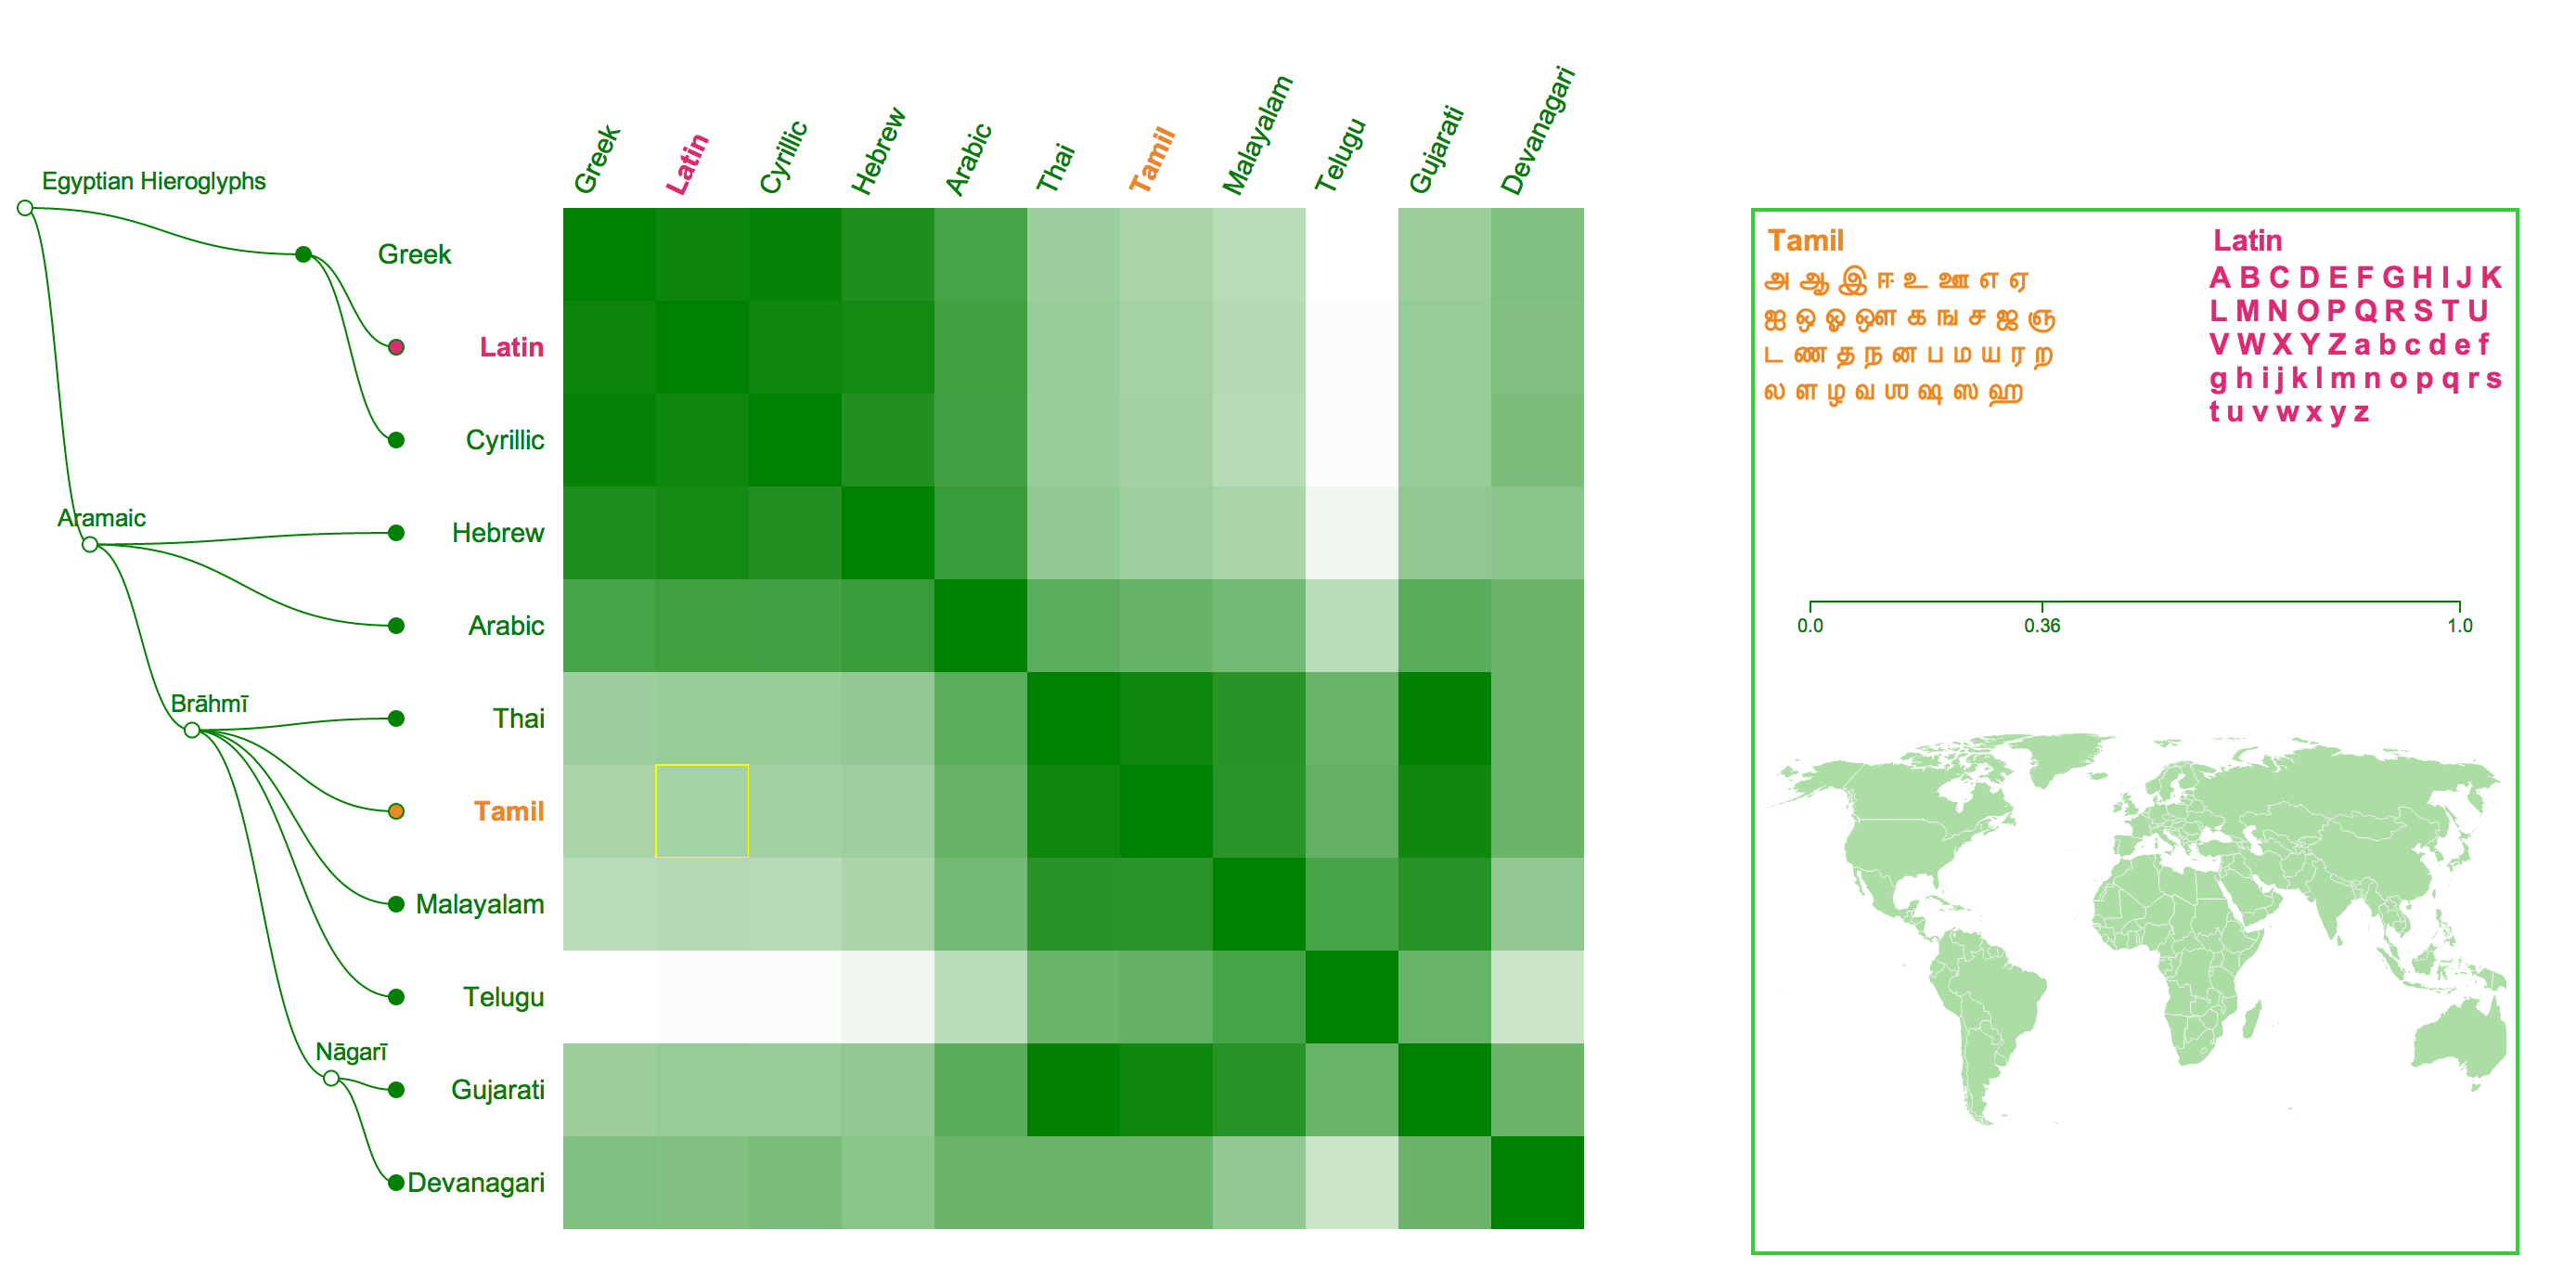 Egyptian Hieroglyphs
Greek
Latin
Cyrillic
Aramaic
Hebrew
Arabic
Brāhmī
Thai
Tamil
Malayalam
Telugu
Nāgarī
Gujarati
Devanagari
Greek
Latin
Cyrillic
Hebrew
Arabic
Thai
Tamil
Malayalam
Telugu
Gujarati
Devanagari
Tamil
அ ஆ இ ஈ உ ஊ எ ஏ
ஐ ஒ ஓ ஔ க ங ச ஜ ஞ
ட ண த ந ன ப ம ய ர ற
ல ள ழ வ ஶ ஷ ஸ ஹ
Latin
A B C D E F G H I J K
L M N O P Q R S T U
V W X Y Z a b c d e f
g h i j k l m n o p q r s
t u v w x y z
0.0
0.36
1.0